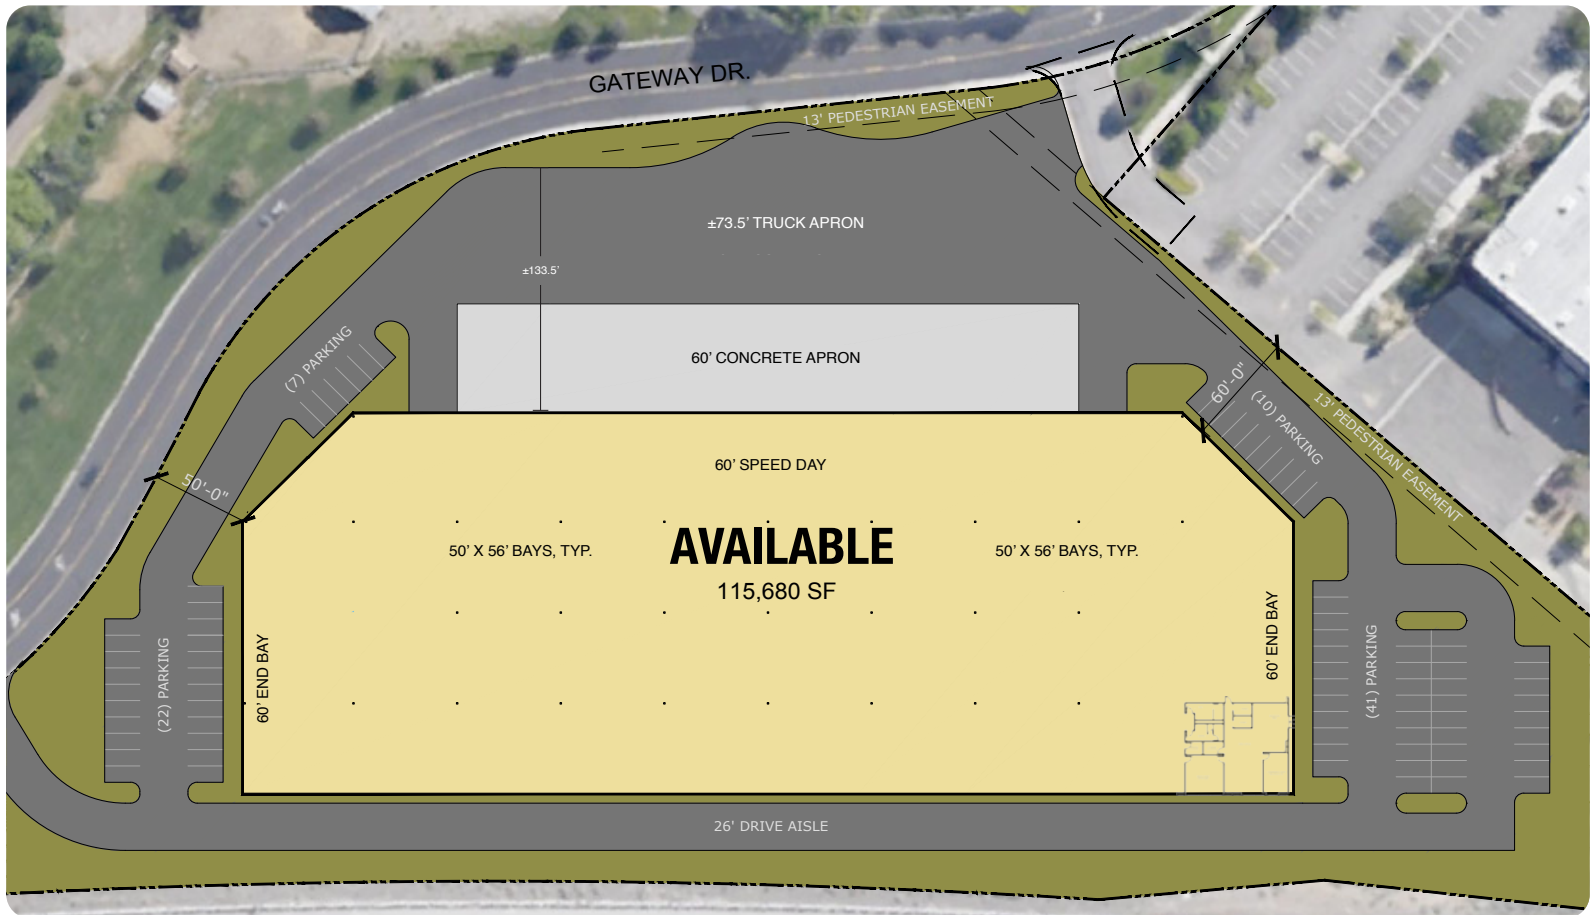 GATEWAY DR.
13' PEDESTRIAN EASEMENT
±73.5' TRUCK APRON
±133.5'
60' CONCRETE APRON
(7) PARKING
60'-0"
(10) PARKING
13' PEDESTRIAN EASEMENT
50'-0"
60' SPEED DAY
AVAILABLE
50' X 56' BAYS, TYP.
50' X 56' BAYS, TYP.
115,680 SF
(22) PARKING
60' END BAY
60' END BAY
(41) PARKING
26' DRIVE AISLE